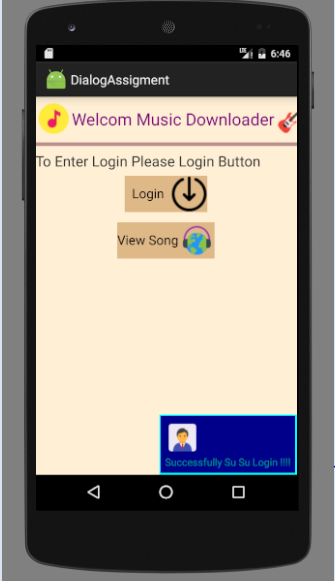 LTE 6:46
DialogAssigment
Welcom Music Downloader
To Enter Login Please Login Button
Login
View Song
Successfully Su Su Login !!!!